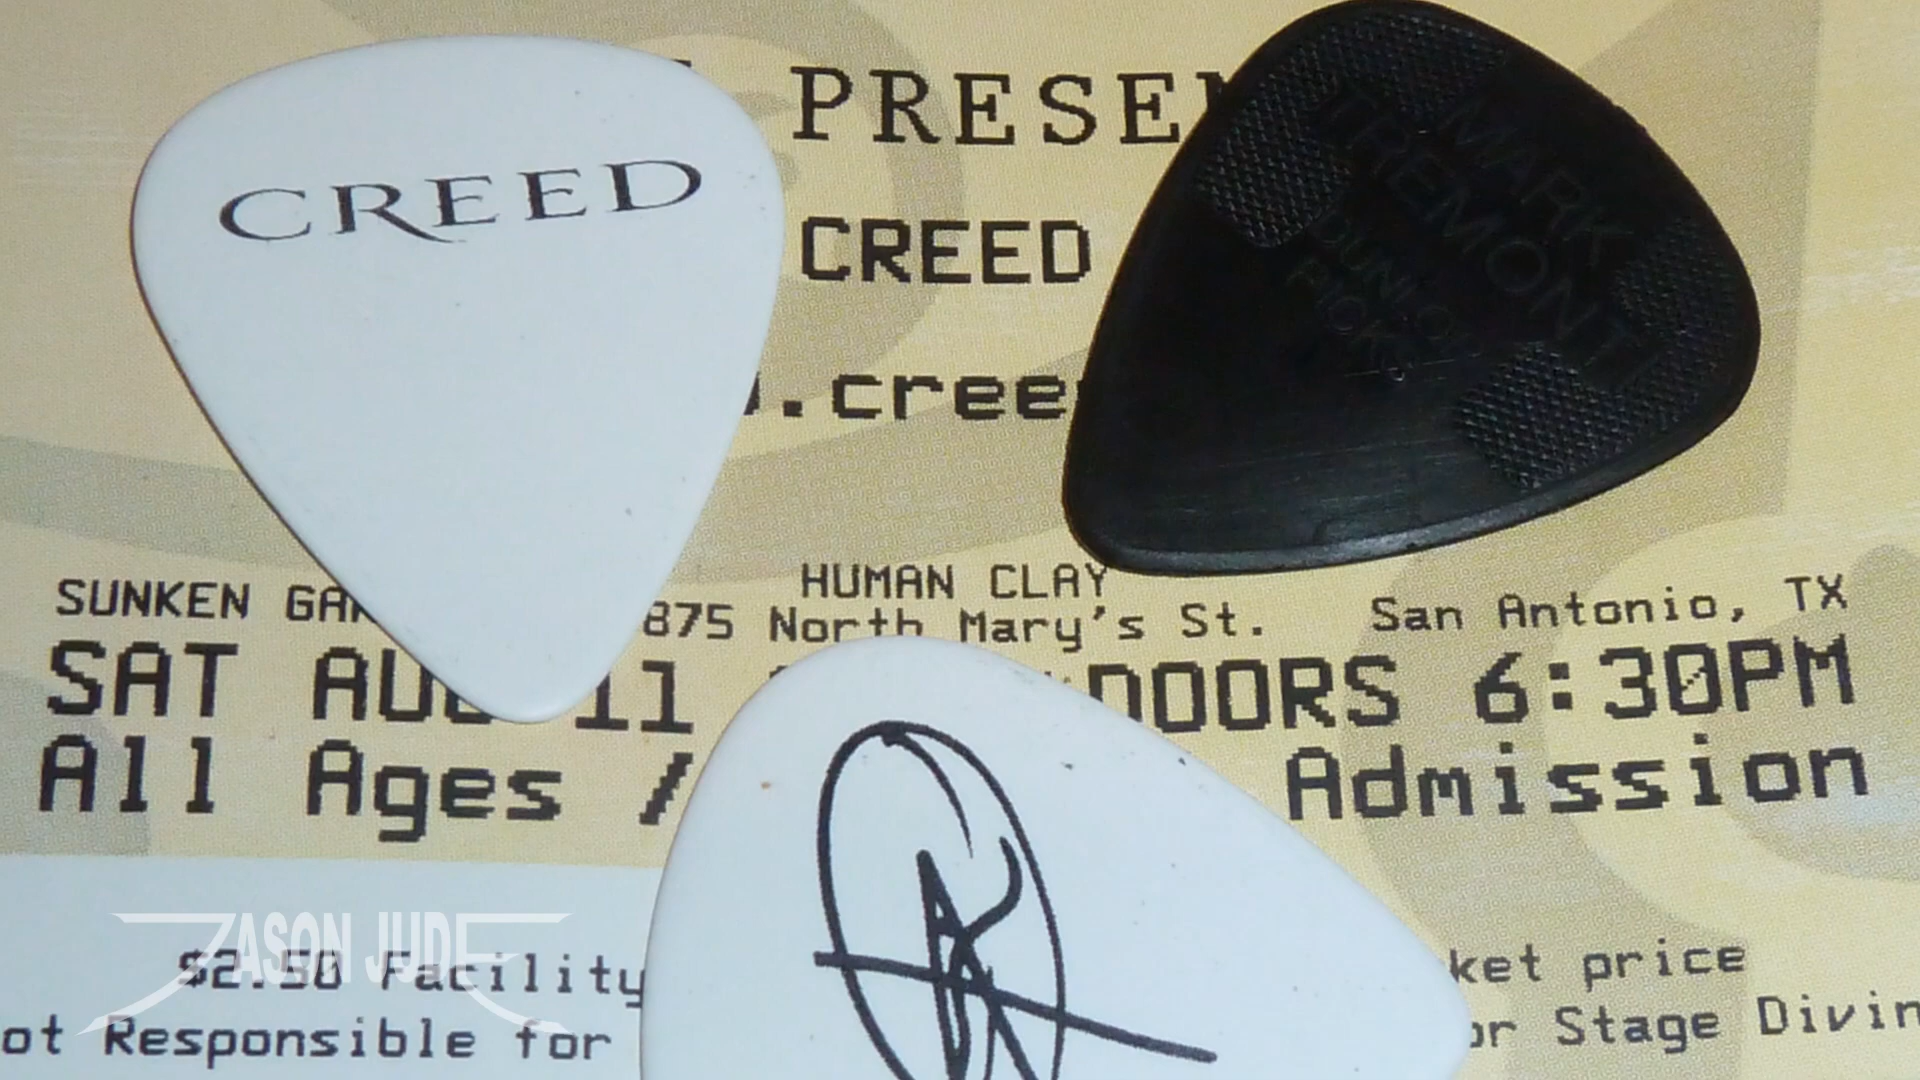 PRESE
CREED
CREED
.cree
MARK
TREMONTI
DUNLOP
PICKS
HUMAN CLAY
SUNKEN GAR 875 North Mary's St. San Antonio, TX
SAT AUG 11 DOORS 6:30PM
All Ages / Admission
JASON JUDE
$2.50 Facility ket price
ot Responsible for or Stage Divin